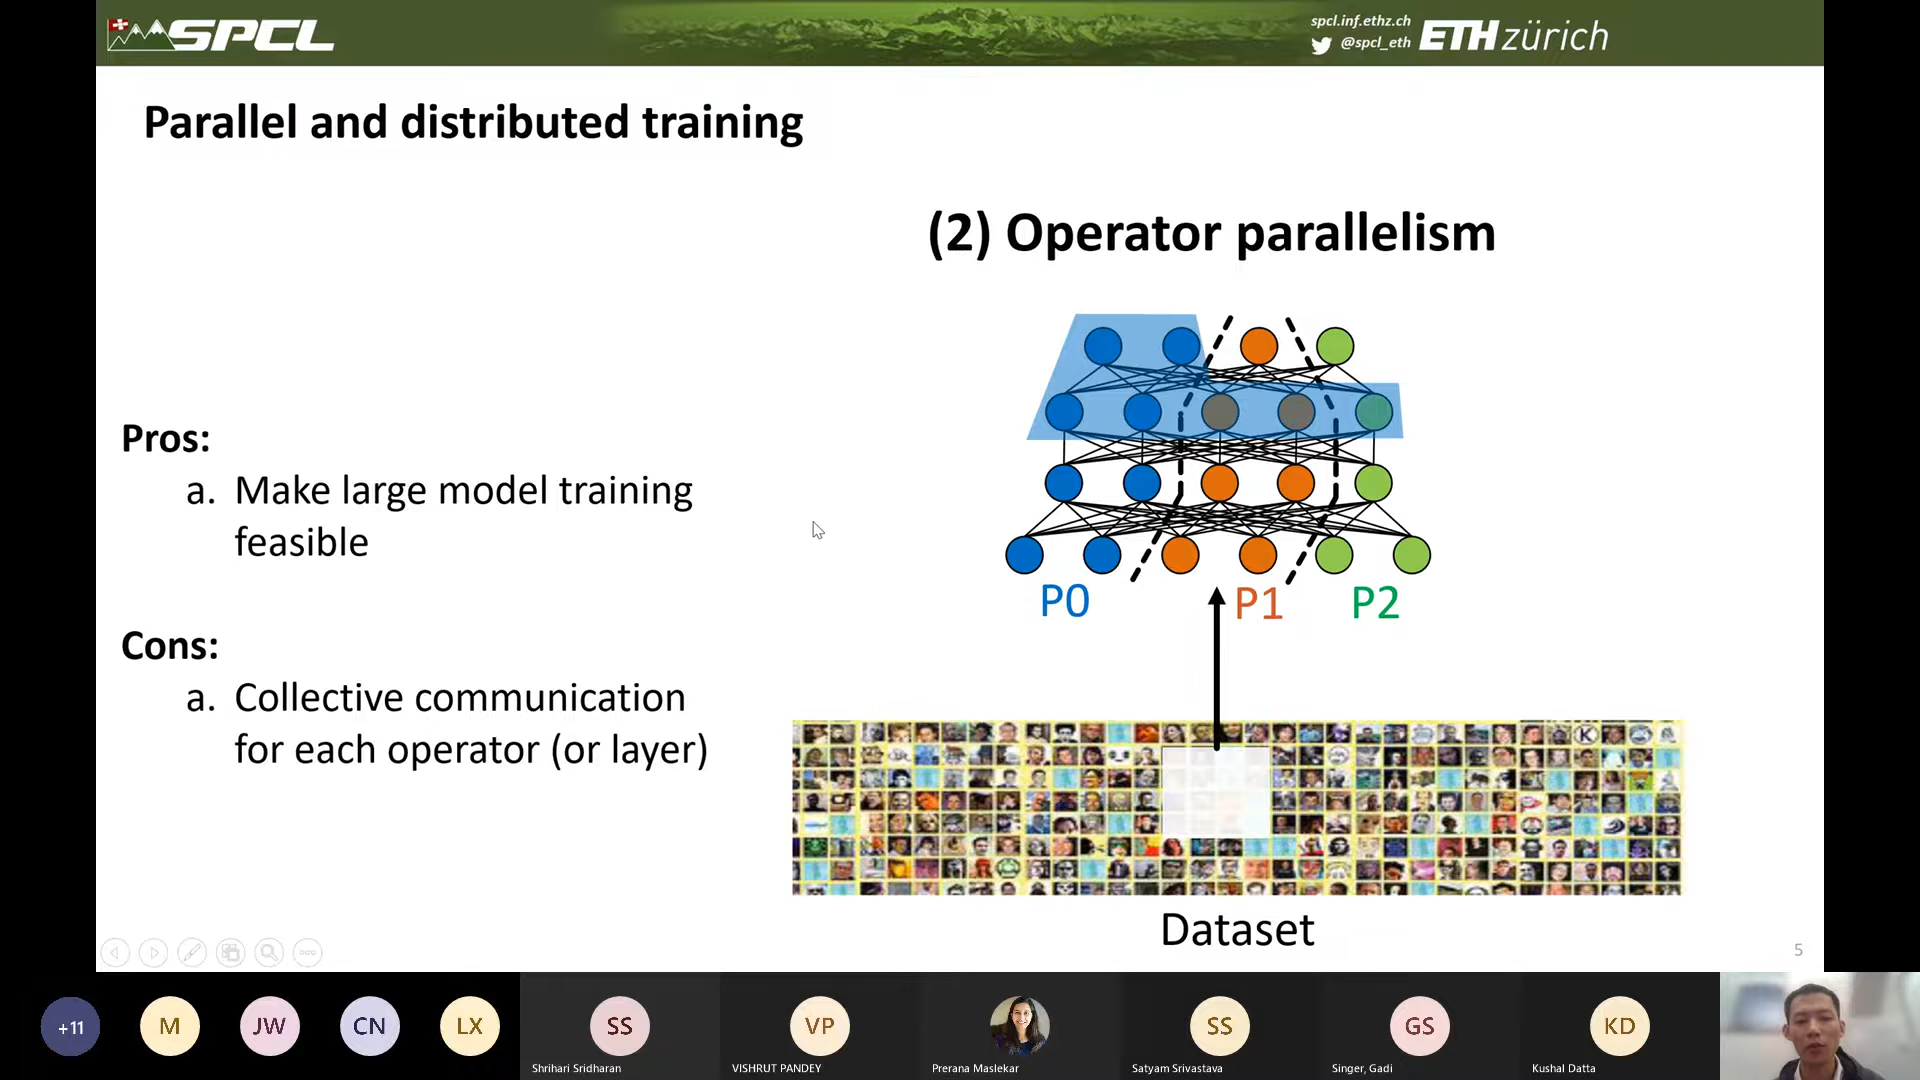 SPCL
spcl.inf.ethz.ch
@spcl_eth
ETH zürich
Parallel and distributed training
(2) Operator parallelism
Pros:
a. Make large model training
feasible
Cons:
a. Collective communication
for each operator (or layer)
P0
P1
P2
K
Dataset
5
+11
M
JW
CN
LX
SS
VP
SS
GS
KD
Shrihari Sridharan
VISHRUT PANDEY
Prerana Maslekar
Satyam Srivastava
Singer, Gadi
Kushal Datta